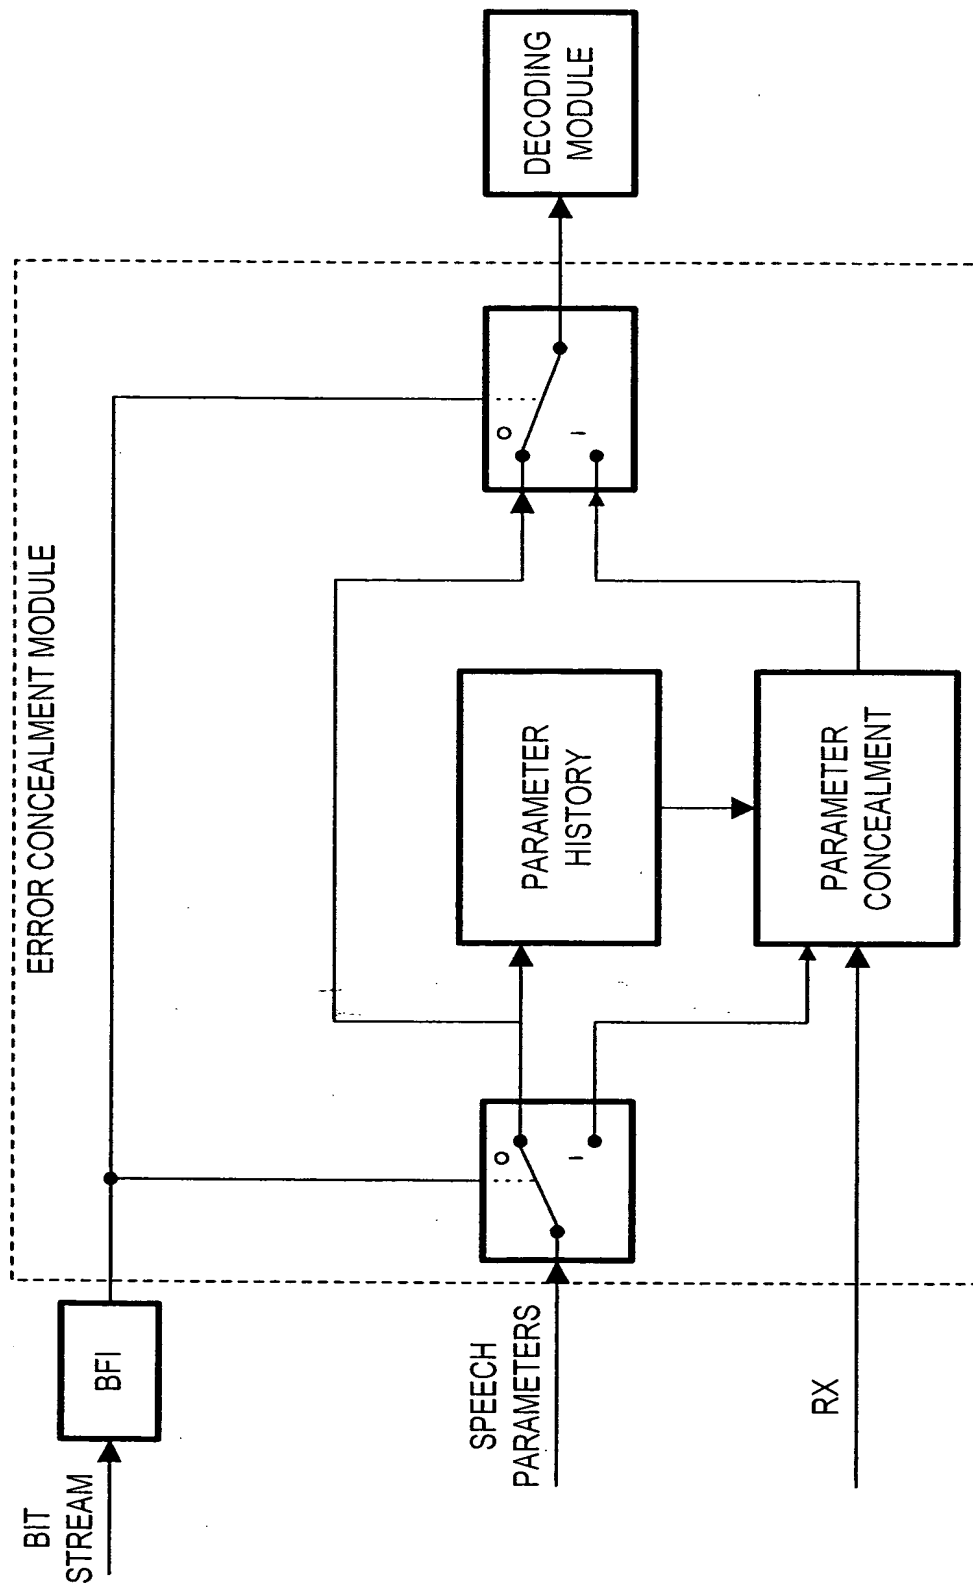 BIT
STREAM
BFI
ERROR CONCEALMENT MODULE
SPEECH
PARAMETERS
0
1
PARAMETER
HISTORY
0
1
DECODING
MODULE
RX
PARAMETER
CONCEALMENT